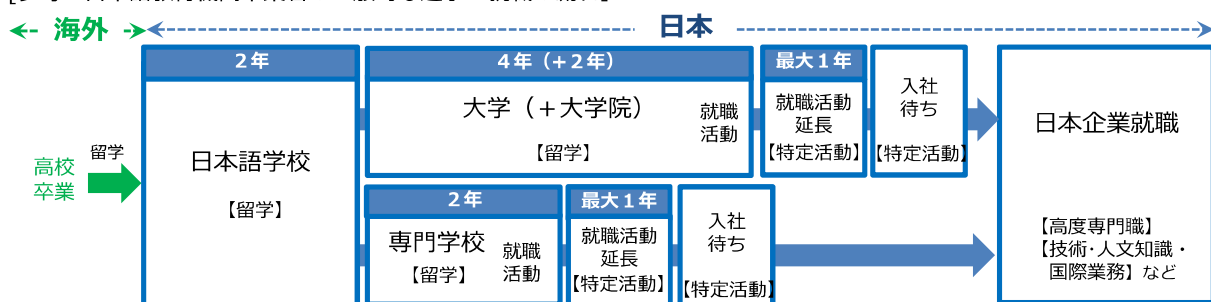 海外
日本
2年
4年（+2年）
最大1年
入社
待ち
【特定活動】
大学（+大学院）
【留学】
就職
活動
就職活動
延長
【特定活動】
日本企業就職
高校
卒業
留学
日本語学校
【留学】
2年
最大1年
入社
待ち
【特定活動】
専門学校
【留学】
就職
活動
就職活動
延長
【特定活動】
【高度専門職】
【技術･人文知識・
国際業務】など